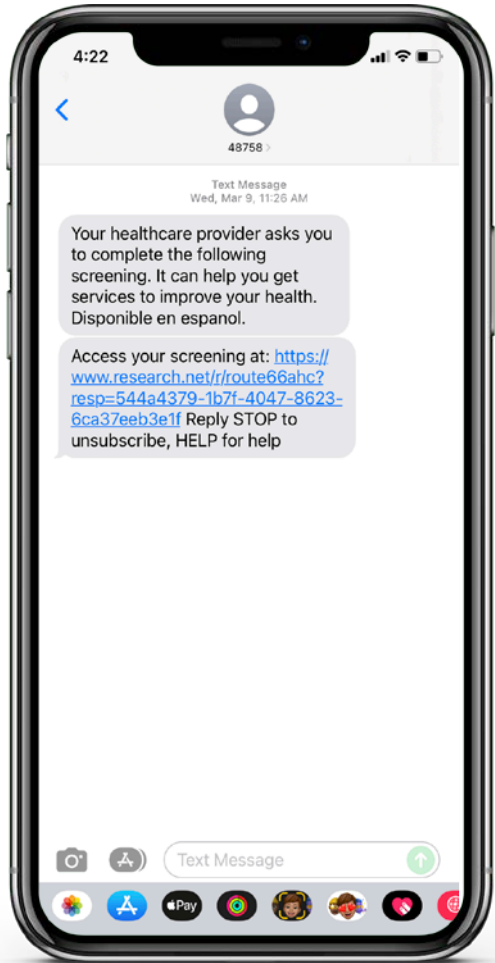 4:22
48758 >
Text Message
Wed, Mar 9, 11:26 AM
Your healthcare provider asks you
to complete the following
screening. It can help you get
services to improve your health.
Disponible en espanol.
Access your screening at: https://
www.research.net/r/route66ahc?
resp=544a4379-1b7f-4047-8623-
6ca37eeb3e1f Reply STOP to
unsubscribe, HELP for help
Text Message
Pay